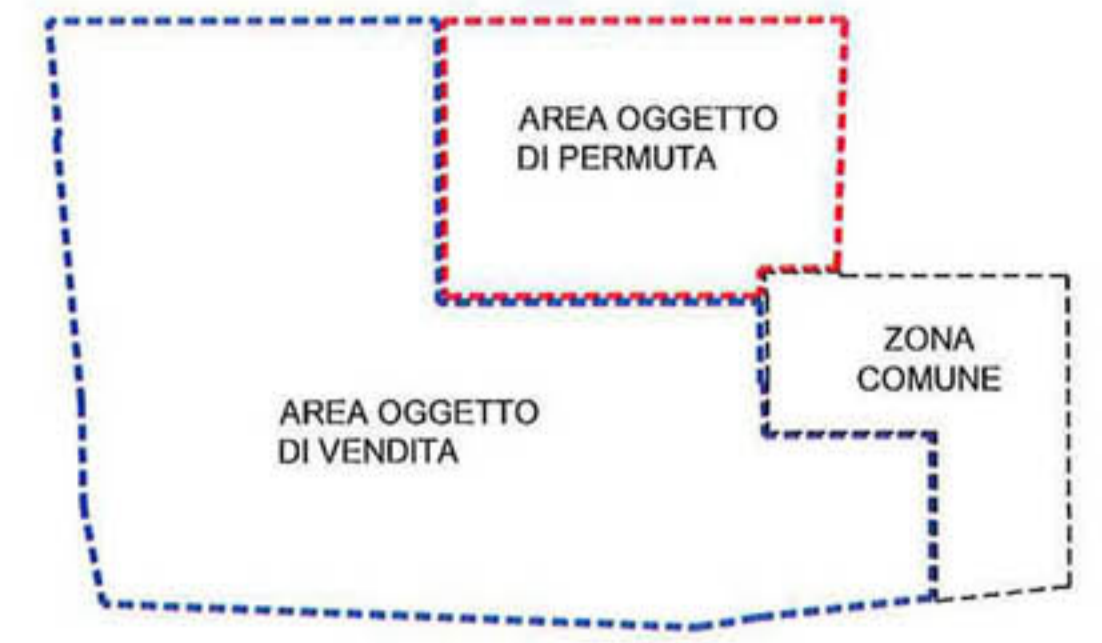 AREA OGGETTO
DI PERMUTA
ZONA
COMUNE
AREA OGGETTO
DI VENDITA